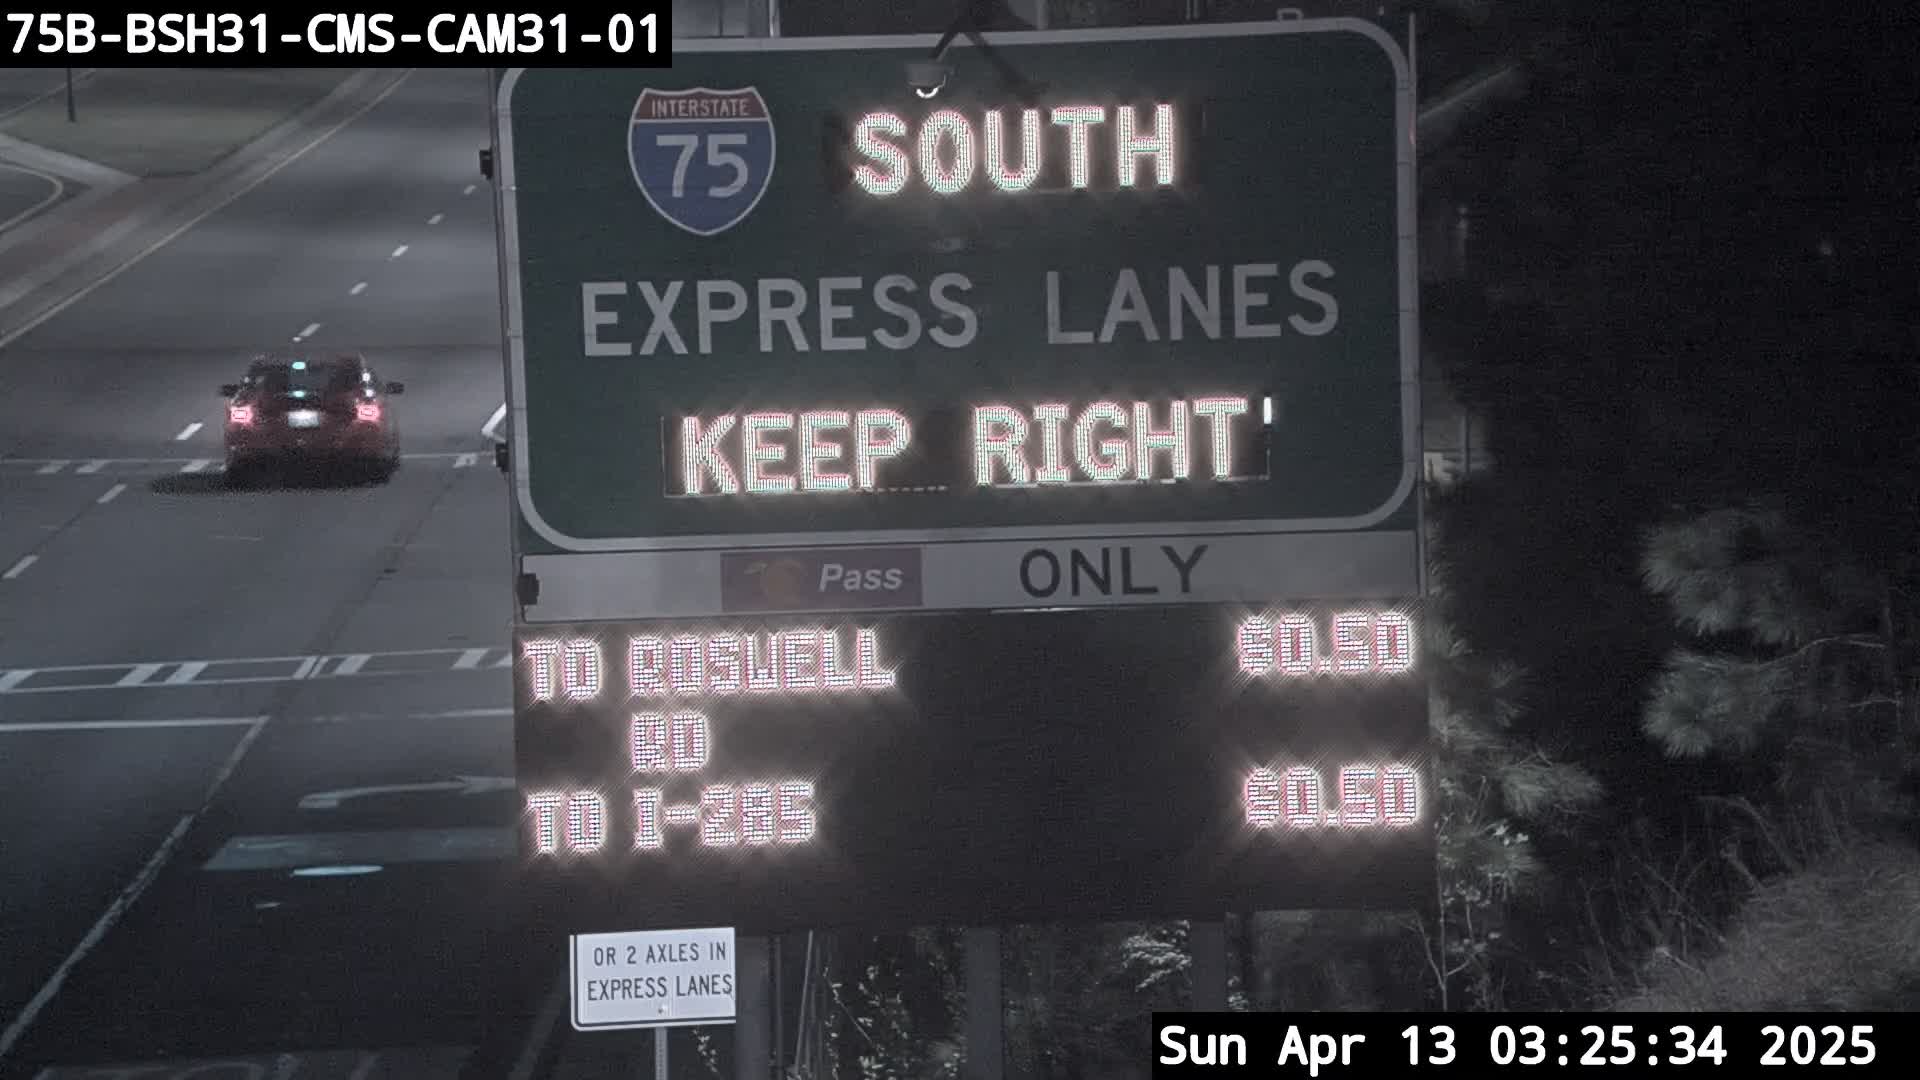 75B-BSH31-CMS-CAM31-01
INTERSTATE
75
SOUTH
EXPRESS LANES
KEEP RIGHT
Pass ONLY
TO ROSWELL $0.50
RD
TO I-285 $0.50
OR 2 AXLES IN
EXPRESS LANES
Sun Apr 13 03:25:34 2025